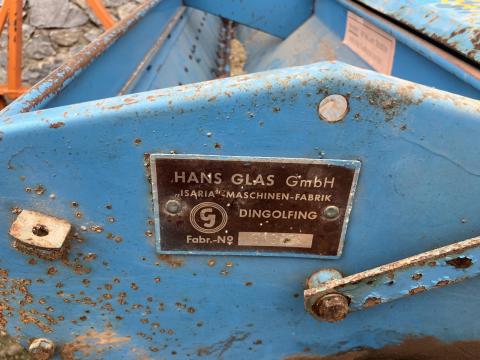 HANS GLAS GmbH
„ISARIA"-MASCHINEN-FABRIK
G DINGOLFING
Fabr.-No